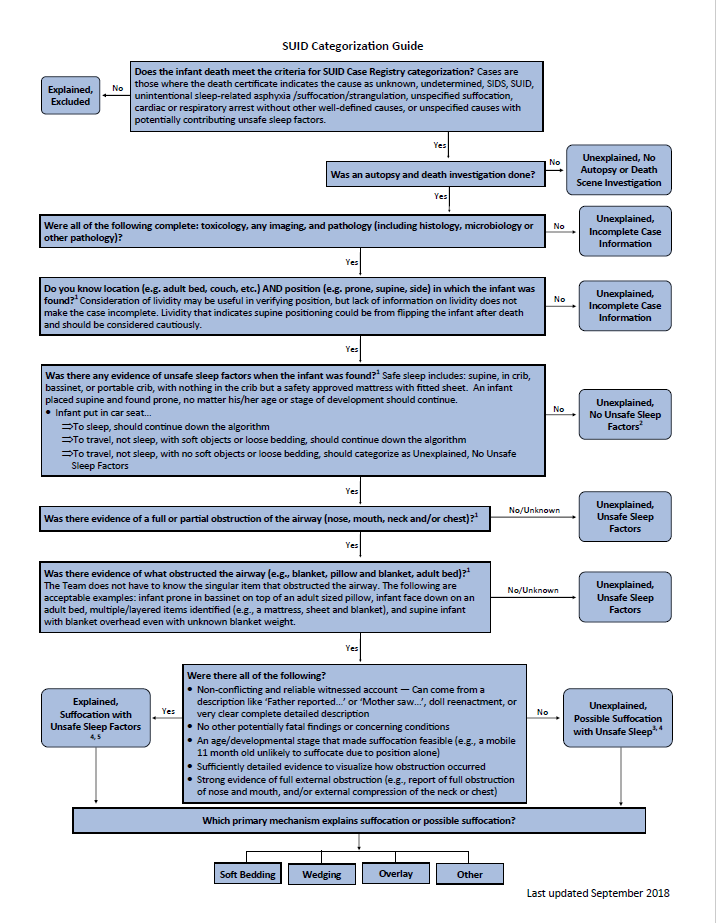 SUID Categorization Guide
Does the infant death meet the criteria for SUID Case Registry categorization? Cases are
those where the death certificate indicates the cause as unknown, undetermined, SIDS, SUID,
unintentional sleep-related asphyxia /suffocation/strangulation, unspecified suffocation,
cardiac or respiratory arrest without other well-defined causes, or unspecified causes with
potentially contributing unsafe sleep factors.
No
Explained,
Excluded
Yes
Was an autopsy and death investigation done?
No
Unexplained, No
Autopsy or Death
Scene Investigation
Yes
Were all of the following complete: toxicology, any imaging, and pathology (including histology, microbiology or
other pathology)?
No
Unexplained,
Incomplete Case
Information
Yes
Do you know location (e.g. adult bed, couch, etc.) AND position (e.g. prone, supine, side) in which the infant was
found?¹ Consideration of lividity may be useful in verifying position, but lack of information on lividity does not
make the case incomplete. Lividity that indicates supine positioning could be from flipping the infant after death
and should be considered cautiously.
No
Unexplained,
Incomplete Case
Information
Yes
Was there any evidence of unsafe sleep factors when the infant was found?¹ Safe sleep includes: supine, in crib,
bassinet, or portable crib, with nothing in the crib but a safety approved mattress with fitted sheet. An infant
placed supine and found prone, no matter his/her age or stage of development should continue.
• Infant put in car seat...
⇒To sleep, should continue down the algorithm
⇒To travel, not sleep, with soft objects or loose bedding, should continue down the algorithm
⇒To travel, not sleep, with no soft objects or loose bedding, should categorize as Unexplained, No Unsafe
Sleep Factors
No
Unexplained,
No Unsafe Sleep
Factors²
Yes
Was there evidence of a full or partial obstruction of the airway (nose, mouth, neck and/or chest)?¹
No/Unknown
Unexplained,
Unsafe Sleep
Factors
Yes
Was there evidence of what obstructed the airway (e.g., blanket, pillow and blanket, adult bed)?¹
The Team does not have to know the singular item that obstructed the airway. The following are
acceptable examples: infant prone in bassinet on top of an adult sized pillow, infant face down on an
adult bed, multiple/layered items identified (e.g., a mattress, sheet and blanket), and supine infant
with blanket overhead even with unknown blanket weight.
No/Unknown
Unexplained,
Unsafe Sleep
Factors
Yes
Were there all of the following?
• Non-conflicting and reliable witnessed account — Can come from a
description like ‘Father reported...’ or ‘Mother saw...’, doll reenactment, or
very clear complete detailed description
• No other potentially fatal findings or concerning conditions
• An age/developmental stage that made suffocation feasible (e.g., a mobile
11 month old unlikely to suffocate due to position alone)
• Sufficiently detailed evidence to visualize how obstruction occurred
• Strong evidence of full external obstruction (e.g., report of full obstruction
of nose and mouth, and/or external compression of the neck or chest)
Yes
Explained,
Suffocation with
Unsafe Sleep Factors
4, 5
No
Unexplained,
Possible Suffocation
with Unsafe Sleep³,⁴
Which primary mechanism explains suffocation or possible suffocation?
Soft Bedding
Wedging
Overlay
Other
Last updated September 2018